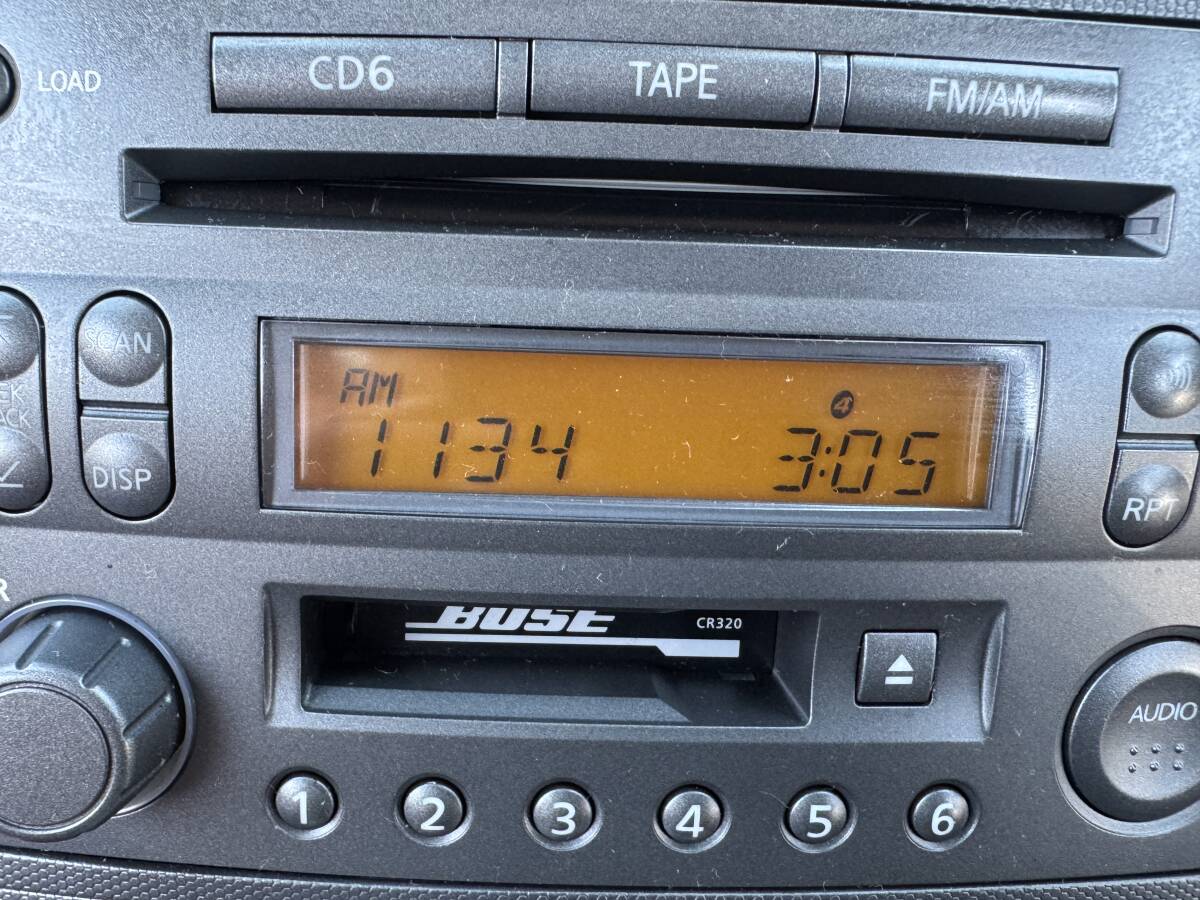 LOAD
CD6
TAPE
FM/AM
SCAN
DISP
AM
4
1134
3:05
RPT
BOSE
CR320
AUDIO
1
2
3
4
5
6